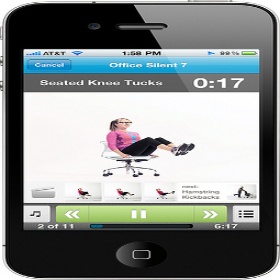 AT&T 1:58 PM 99%
Cancel Office Silent 7
Seated Knee Tucks 0:17
next:
Hamstring
Kickbacks
2 of 11 6:17